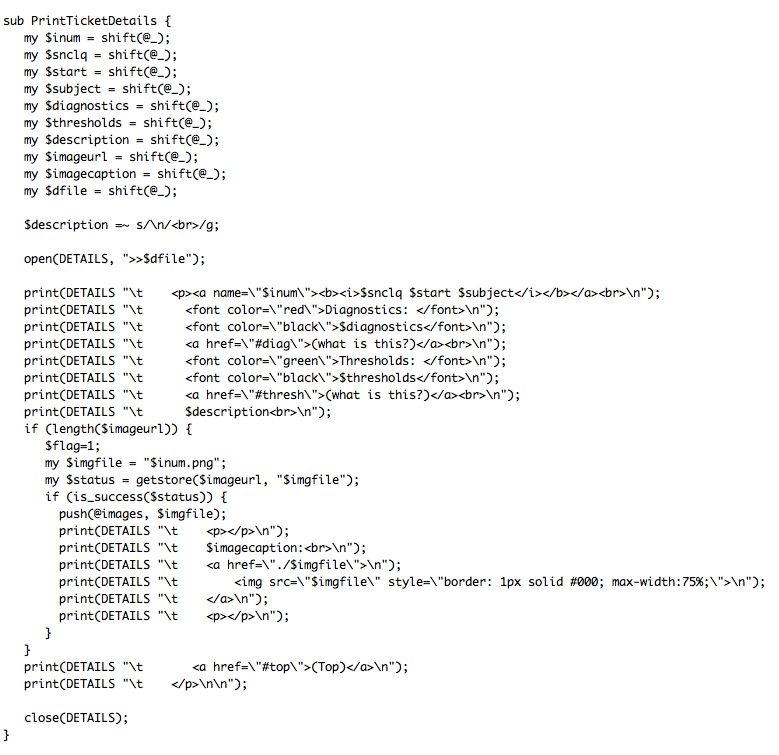 sub PrintTicketDetails {
   my $inum = shift(@_);
   my $snclq = shift(@_);
   my $start = shift(@_);
   my $subject = shift(@_);
   my $diagnostics = shift(@_);
   my $thresholds = shift(@_);
   my $description = shift(@_);
   my $imageurl = shift(@_);
   my $imagecaption = shift(@_);
   my $dfile = shift(@_);

   $description =~ s/\n/<br>/g;

   open(DETAILS, ">>$dfile");

   print(DETAILS "\t    <p><a name=\"$inum\"><b><i>$snclq $start $subject</i></b></a><br>\n");
   print(DETAILS "\t      <font color=\"red\">Diagnostics: </font>\n");
   print(DETAILS "\t      <font color=\"black\">$diagnostics</font>\n");
   print(DETAILS "\t      <a href=\"#diag\">(what is this?)</a><br>\n");
   print(DETAILS "\t      <font color=\"green\">Thresholds: </font>\n");
   print(DETAILS "\t      <font color=\"black\">$thresholds</font>\n");
   print(DETAILS "\t      <a href=\"#thresh\">(what is this?)</a><br>\n");
   print(DETAILS "\t      $description<br>\n");
   if (length($imageurl)) {
      $flag=1;
      my $imgfile = "$inum.png";
      my $status = getstore($imageurl, "$imgfile");
      if (is_success($status)) {
        push(@images, $imgfile);
        print(DETAILS "\t    <p></p>\n");
        print(DETAILS "\t    $imagecaption:<br>\n");
        print(DETAILS "\t    <a href=\"./$imgfile\">\n");
        print(DETAILS "\t        <img src=\"$imgfile\" style=\"border: 1px solid #000; max-width:75%;\">\n");
        print(DETAILS "\t    </a>\n");
        print(DETAILS "\t    <p></p>\n");
      }
   }
   print(DETAILS "\t       <a href=\"#top\">(Top)</a>\n");
   print(DETAILS "\t    </p>\n\n");

   close(DETAILS);
}